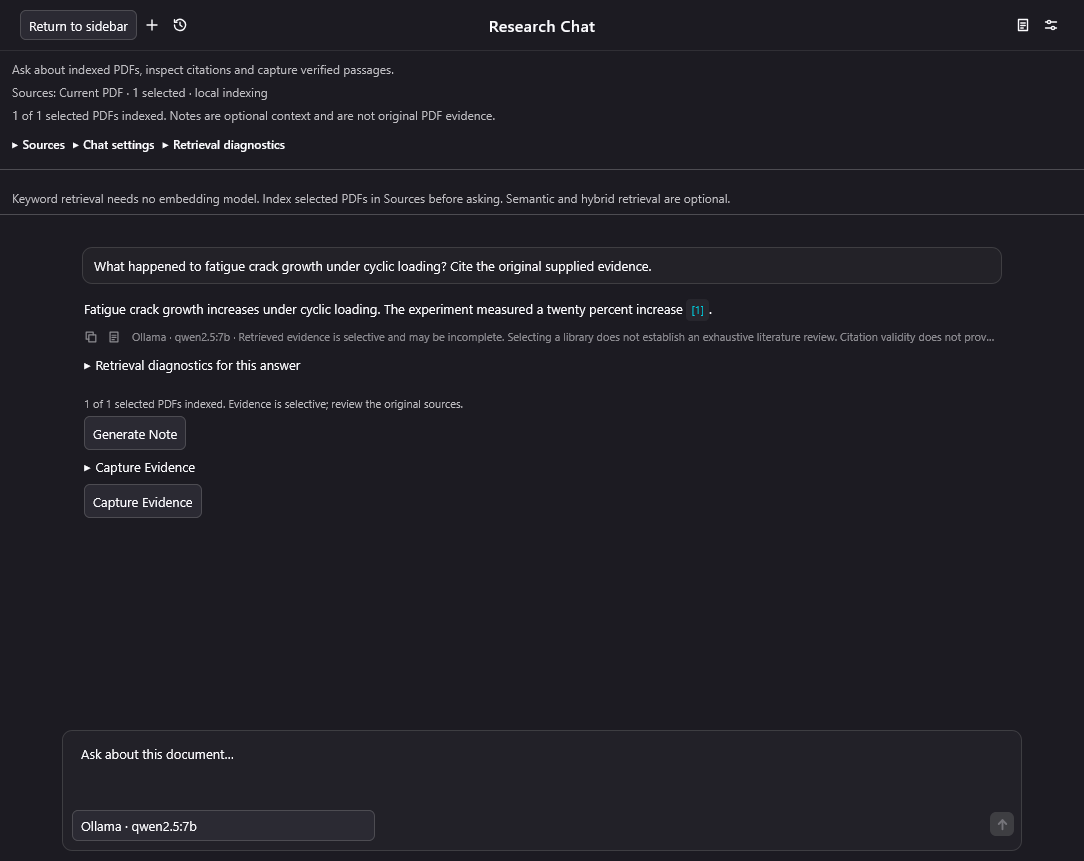 Return to sidebar
Research Chat
Ask about indexed PDFs, inspect citations and capture verified passages.
Sources: Current PDF · 1 selected · local indexing
1 of 1 selected PDFs indexed. Notes are optional context and are not original PDF evidence.
▸ Sources ▸ Chat settings ▸ Retrieval diagnostics
Keyword retrieval needs no embedding model. Index selected PDFs in Sources before asking. Semantic and hybrid retrieval are optional.
What happened to fatigue crack growth under cyclic loading? Cite the original supplied evidence.
Fatigue crack growth increases under cyclic loading. The experiment measured a twenty percent increase [1] .
Ollama · qwen2.5:7b · Retrieved evidence is selective and may be incomplete. Selecting a library does not establish an exhaustive literature review. Citation validity does not prov...
▸ Retrieval diagnostics for this answer
1 of 1 selected PDFs indexed. Evidence is selective; review the original sources.
Generate Note
▸ Capture Evidence
Capture Evidence
Ask about this document...
Ollama · qwen2.5:7b